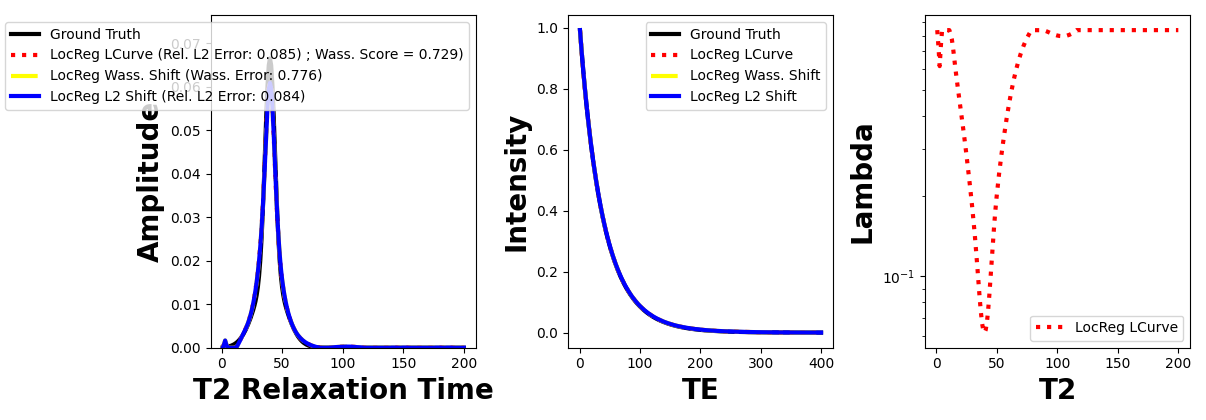 Ground Truth
LocReg LCurve (Rel. L2 Error: 0.085) ; Wass. Score = 0.729)
LocReg Wass. Shift (Wass. Error: 0.776)
LocReg L2 Shift (Rel. L2 Error: 0.084)
0.07
0.06
0.05
0.04
0.03
0.02
0.01
0.00
Amplitude
0
50
100
150
200
T2 Relaxation Time
Ground Truth
LocReg LCurve
LocReg Wass. Shift
LocReg L2 Shift
1.0
0.8
0.6
0.4
0.2
0.0
Intensity
0
100
200
300
400
TE
Lambda
10⁻¹
LocReg LCurve
0
50
100
150
200
T2